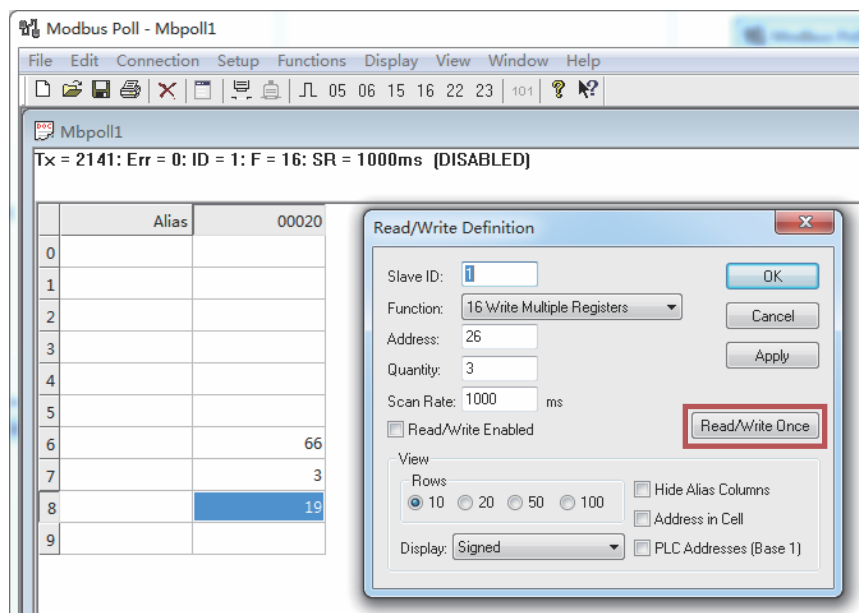 Modbus Poll - Mbpoll1
File Edit Connection Setup Functions Display View Window Help
05 06 15 16 22 23 101
Mbpoll1
Tx = 2141: Err = 0: ID = 1: F = 16: SR = 1000ms (DISABLED)
Alias 00020
0
1
2
3
4
5
6 66
7 3
8 19
9
Read/Write Definition
Slave ID: 1
OK
Function: 16 Write Multiple Registers
Cancel
Address: 26
Quantity: 3
Apply
Scan Rate: 1000 ms
Read/Write Enabled
Read/Write Once
View
Rows
10 20 50 100
Hide Alias Columns
Address in Cell
Display: Signed
PLC Addresses (Base 1)